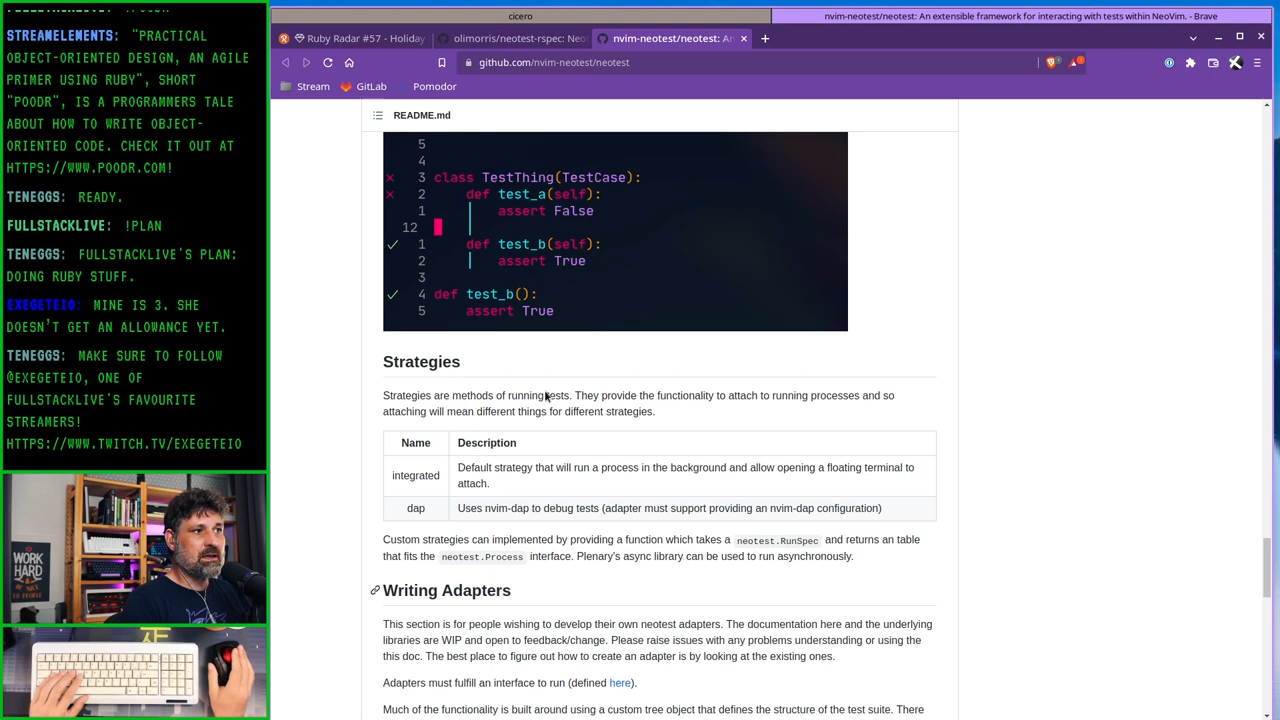 STREAMELEMENTS: "PRACTICAL
OBJECT-ORIENTED DESIGN, AN AGILE
PRIMER USING RUBY", SHORT
"POODR", IS A PROGRAMMERS TALE
ABOUT HOW TO WRITE OBJECT-
ORIENTED CODE. CHECK IT OUT AT
HTTPS://WWW.POODR.COM!
TENEGGS: READY.
FULLSTACKLIVE: !PLAN
TENEGGS: FULLSTACKLIVE'S PLAN:
DOING RUBY STUFF.
EXEGETEIO: MINE IS 3. SHE
DOESN'T GET AN ALLOWANCE YET.
TENEGGS: MAKE SURE TO FOLLOW
@EXEGETEIO, ONE OF
FULLSTACKLIVE'S FAVOURITE
STREAMERS!
HTTPS://WWW.TWITCH.TV/EXEGETEIO
WORK
HARD
cicero
nvim-neotest/neotest: An extensible framework for interacting with tests within NeoVim. - Brave
Ruby Radar #57 - Holiday
olimorris/neotest-rspec: Neo
nvim-neotest/neotest: An
github.com/nvim-neotest/neotest
Stream
GitLab
Pomodor
README.md
5
4
3 class TestThing(TestCase):
2 def test_a(self):
1 assert False
12
1 def test_b(self):
2 assert True
3
4 def test_b():
5 assert True
Strategies
Strategies are methods of running tests. They provide the functionality to attach to running processes and so
attaching will mean different things for different strategies.
Name Description
integrated Default strategy that will run a process in the background and allow opening a floating terminal to
attach.
dap Uses nvim-dap to debug tests (adapter must support providing an nvim-dap configuration)
Custom strategies can implemented by providing a function which takes a neotest.RunSpec and returns an table
that fits the neotest.Process interface. Plenary's async library can be used to run asynchronously.
Writing Adapters
This section is for people wishing to develop their own neotest adapters. The documentation here and the underlying
libraries are WIP and open to feedback/change. Please raise issues with any problems understanding or using the
this doc. The best place to figure out how to create an adapter is by looking at the existing ones.
Adapters must fulfill an interface to run (defined here).
Much of the functionality is built around using a custom tree object that defines the structure of the test suite. There